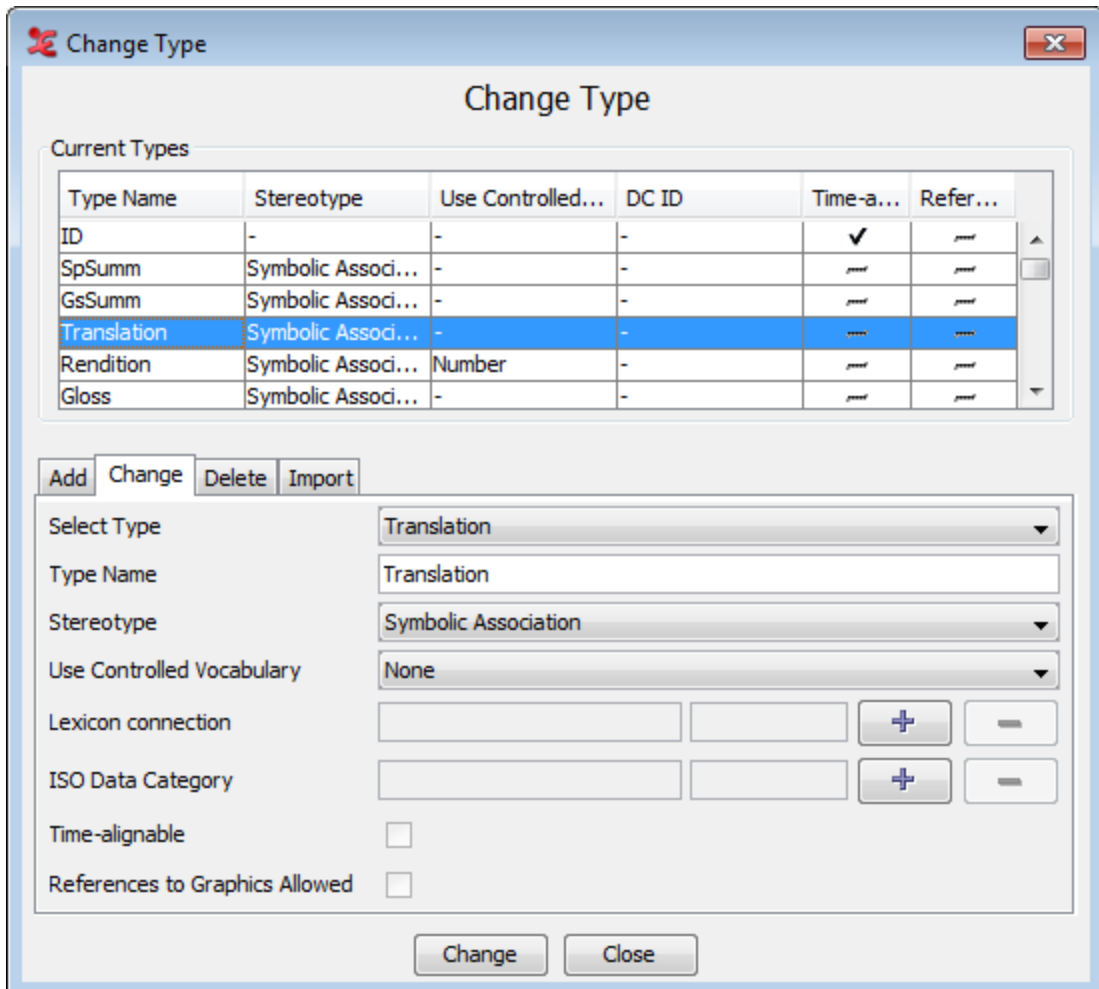 Change Type
Change Type
Current Types
Type Name Stereotype Use Controlled... DC ID Time-a... Refer...
ID - - -
SpSumm Symbolic Associ... - -
GsSumm Symbolic Associ... - -
Translation Symbolic Associ... - -
Rendition Symbolic Associ... Number -
Gloss Symbolic Associ... - -
Add Change Delete Import
Select Type Translation
Type Name Translation
Stereotype Symbolic Association
Use Controlled Vocabulary None
Lexicon connection
ISO Data Category
Time-alignable
References to Graphics Allowed
Change Close